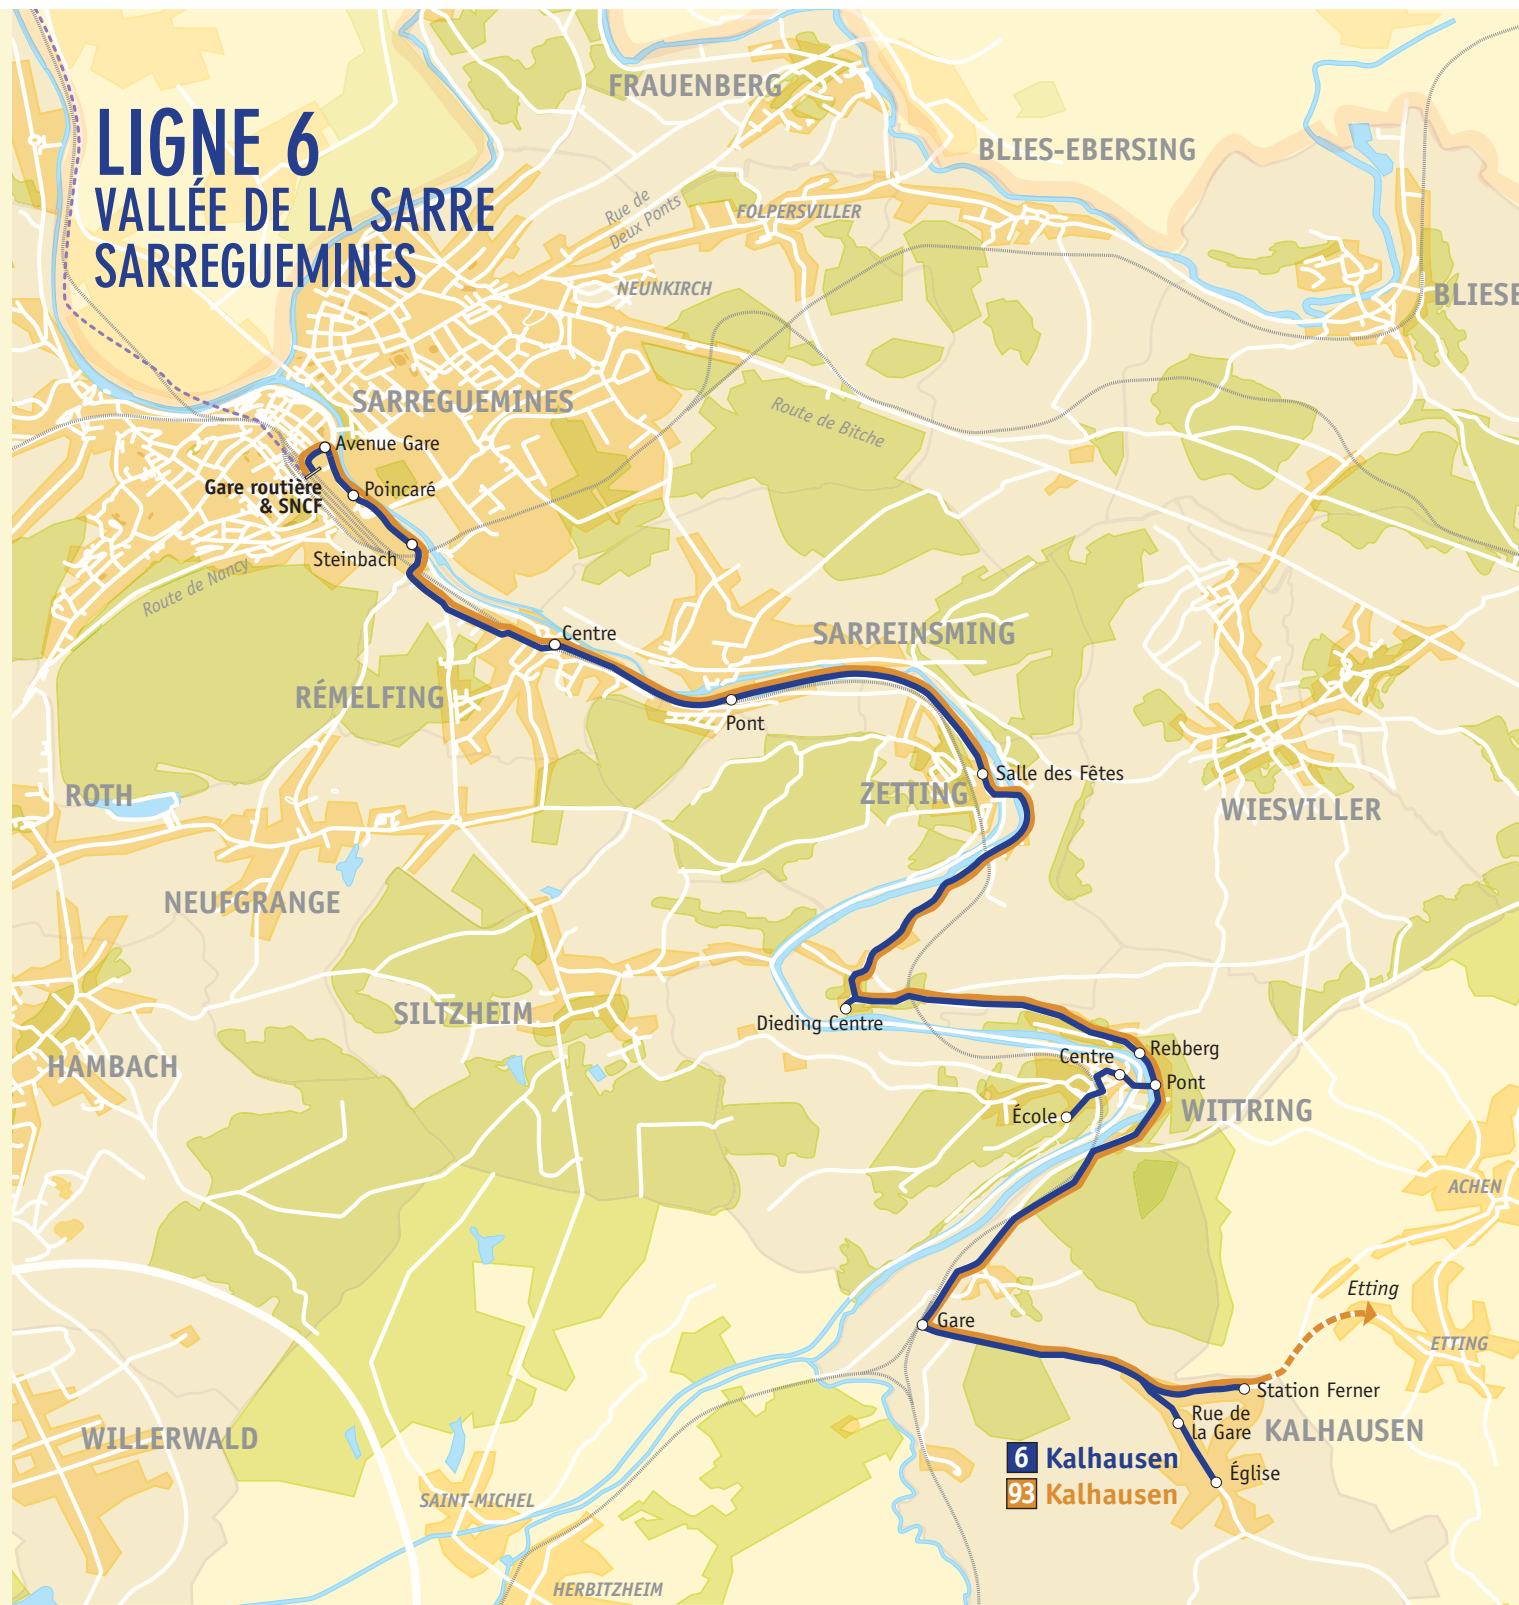 FRAUENBERG
LIGNE 6
VALLÉE DE LA SARRE
SARREGUEMINES
BLIES-EBERSING
Rue de
Deux Ponts
FOLPERSVILLER
NEUNKIRCH
BLIESE
SARREGUEMINES
Route de Bitche
Avenue Gare
Gare routière
& SNCF
Poincaré
Steinbach
Route de Nancy
Centre
SARREINSMING
RÉMELFING
Pont
Salle des Fêtes
ZETTING
ROTH
WIESVILLER
NEUFGRANGE
SILTZHEIM
Dieding Centre
HAMBACH
Centre
Rebberg
Pont
École
WITTRING
ACHEN
Etting
Gare
ETTING
Station Ferner
Rue de
la Gare
KALHAUSEN
WILLERWALD
6 Kalhausen
Église
93 Kalhausen
SAINT-MICHEL
HERBITZHEIM